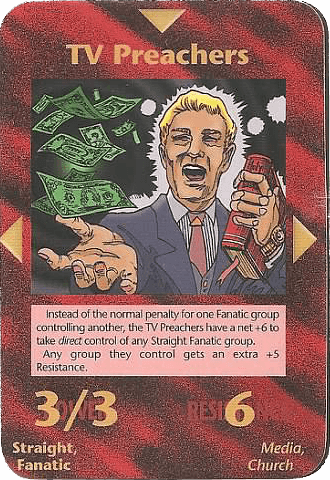 TV Preachers
Instead of the normal penalty for one Fanatic group
controlling another, the TV Preachers have a net +6 to
take direct control of any Straight Fanatic group.
Any group they control gets an extra +5
Resistance.
3/3 6
Straight,
Fanatic
Media,
Church